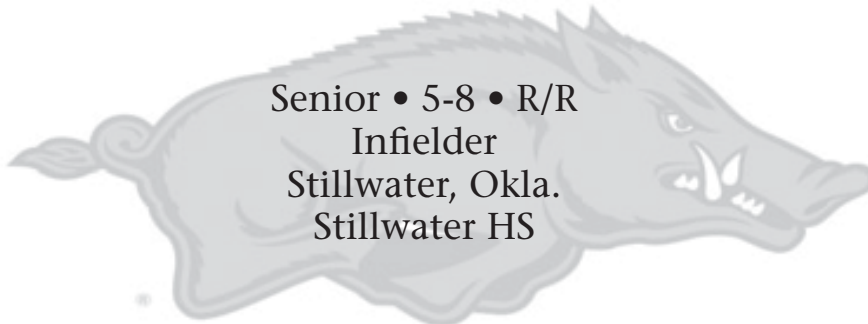 Senior • 5-8 • R/R
Infielder
Stillwater, Okla.
Stillwater HS
®